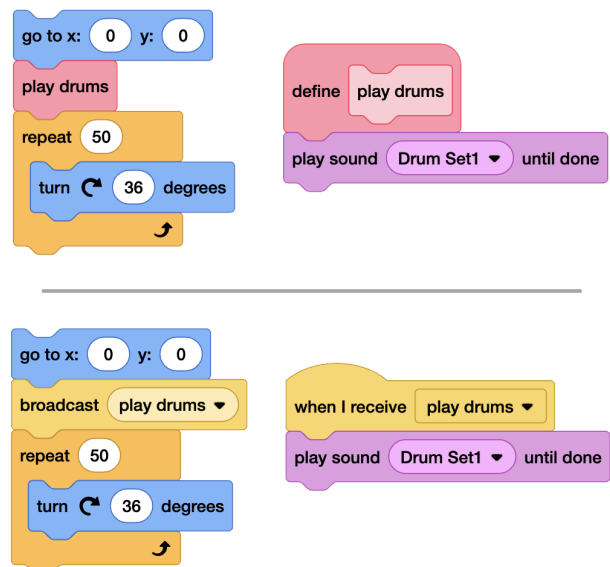 go to x: 0 y: 0
play drums
repeat 50
turn 36 degrees
define play drums
play sound Drum Set1 until done
go to x: 0 y: 0
broadcast play drums
repeat 50
turn 36 degrees
when I receive play drums
play sound Drum Set1 until done